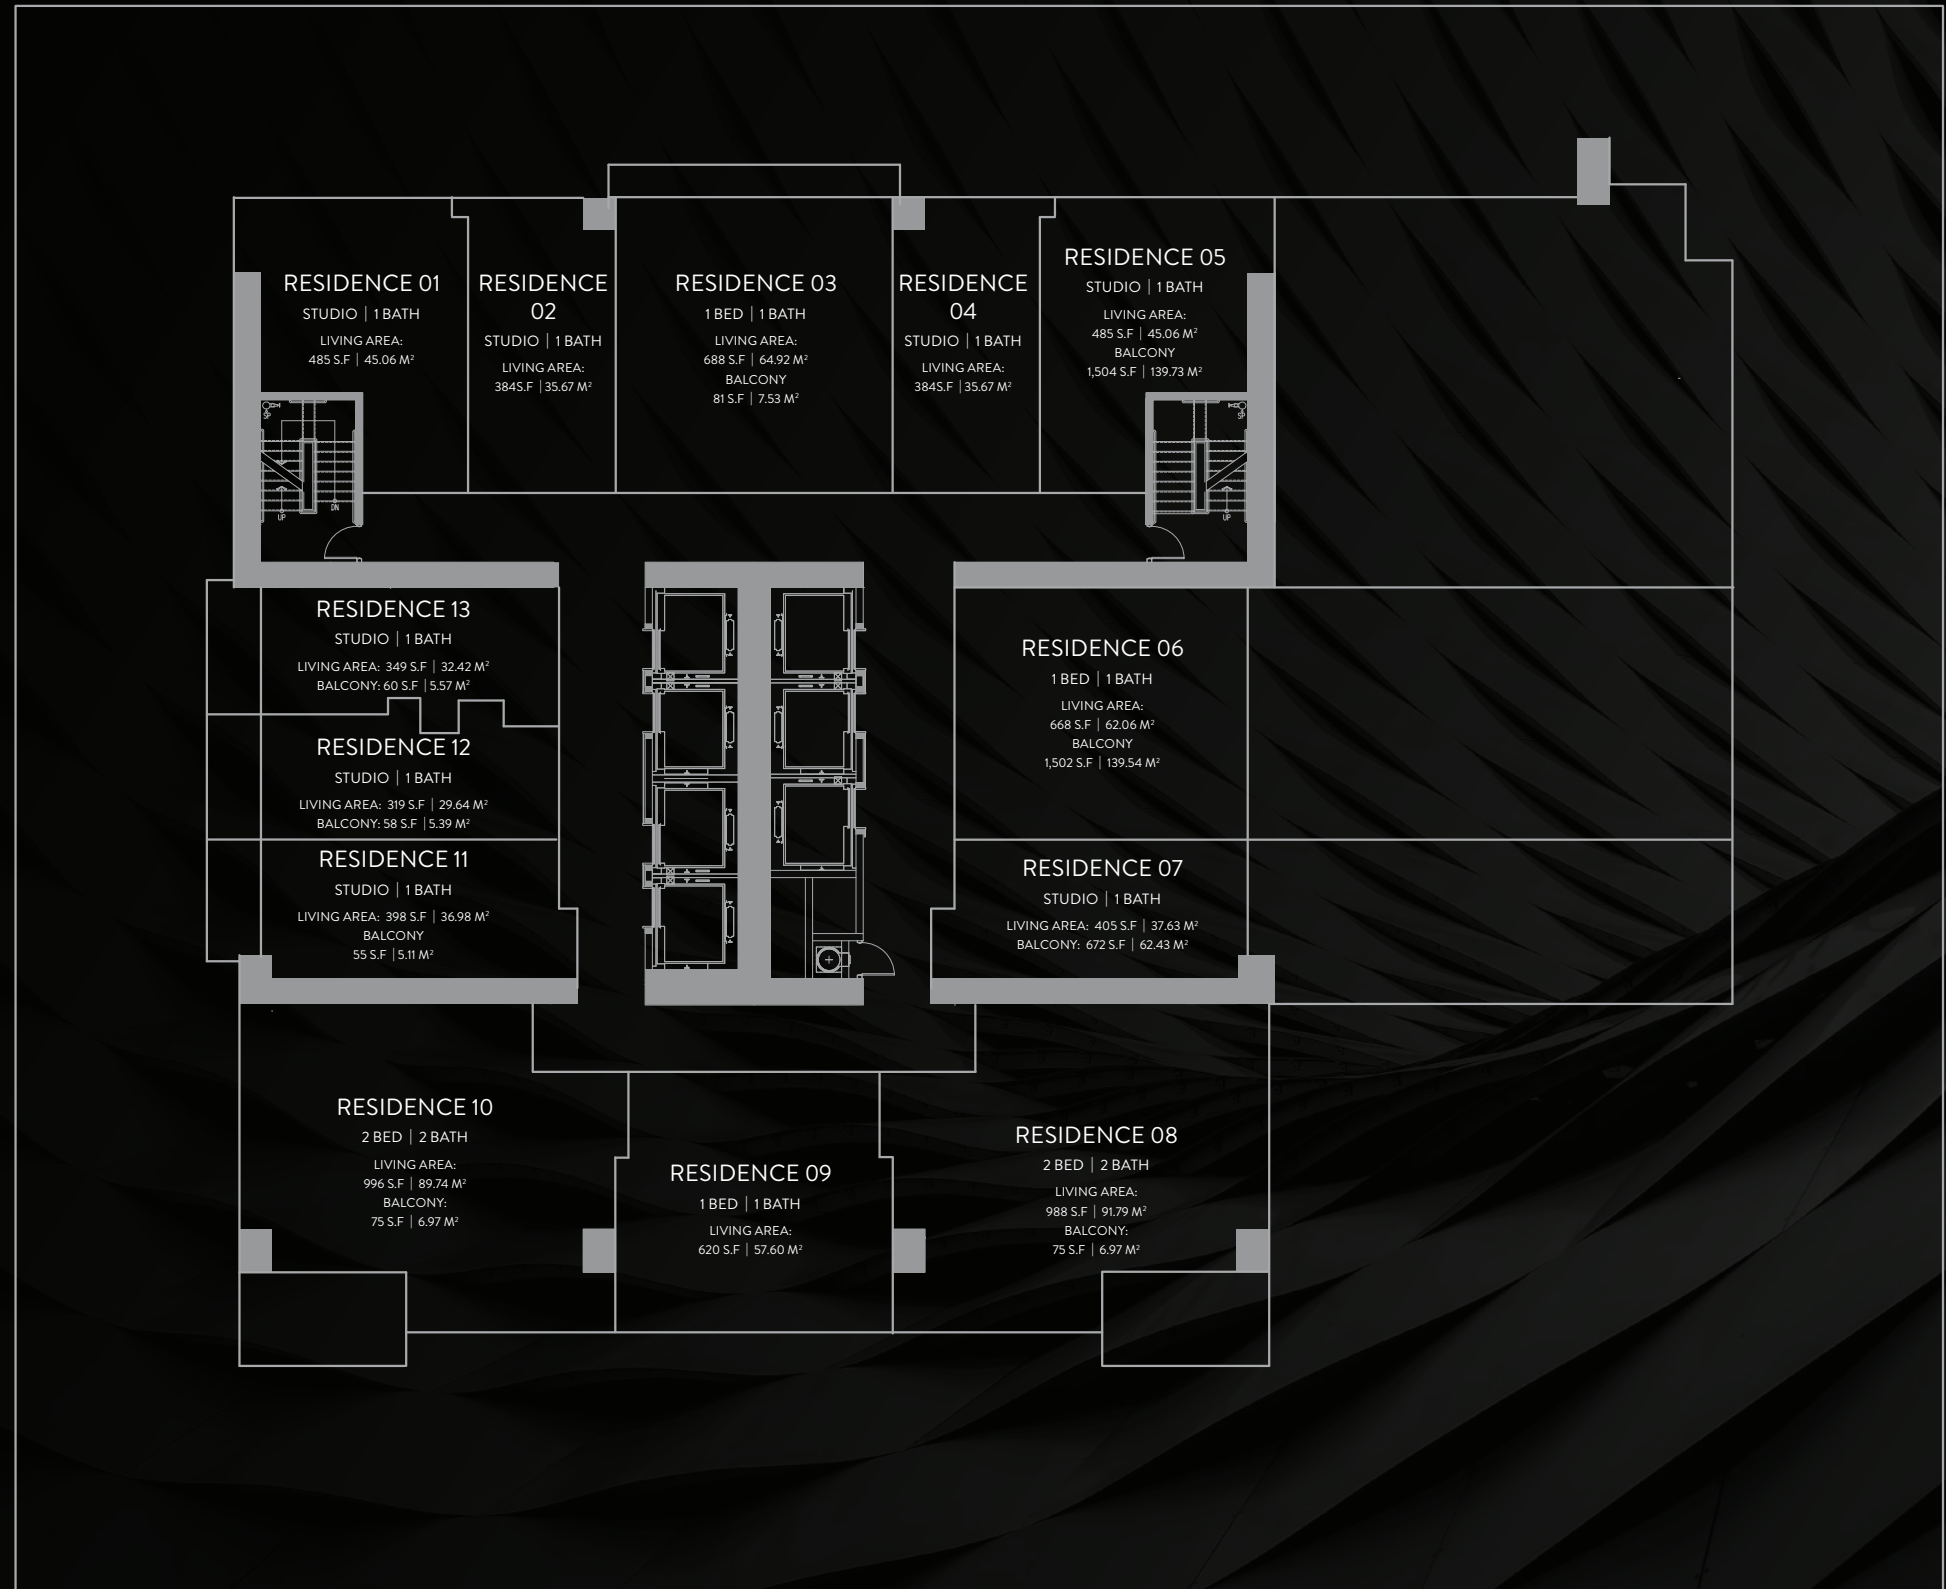 RESIDENCE 01
STUDIO | 1 BATH
LIVING AREA:
485 S.F | 45.06 M²
RESIDENCE
02
STUDIO | 1 BATH
LIVING AREA:
384S.F | 35.67 M²
RESIDENCE 03
1 BED | 1 BATH
LIVING AREA:
688 S.F | 64.92 M²
BALCONY
81 S.F | 7.53 M²
RESIDENCE
04
STUDIO | 1 BATH
LIVING AREA:
384S.F | 35.67 M²
RESIDENCE 05
STUDIO | 1 BATH
LIVING AREA:
485 S.F | 45.06 M²
BALCONY
1,504 S.F | 139.73 M²
UP
DN
UP
RESIDENCE 13
STUDIO | 1 BATH
LIVING AREA: 349 S.F | 32.42 M²
BALCONY: 60 S.F | 5.57 M²
RESIDENCE 12
STUDIO | 1 BATH
LIVING AREA: 319 S.F | 29.64 M²
BALCONY: 58 S.F | 5.39 M²
RESIDENCE 11
STUDIO | 1 BATH
LIVING AREA: 398 S.F | 36.98 M²
BALCONY
55 S.F | 5.11 M²
RESIDENCE 06
1 BED | 1 BATH
LIVING AREA:
668 S.F | 62.06 M²
BALCONY
1,502 S.F | 139.54 M²
RESIDENCE 07
STUDIO | 1 BATH
LIVING AREA: 405 S.F | 37.63 M²
BALCONY: 672 S.F | 62.43 M²
RESIDENCE 10
2 BED | 2 BATH
LIVING AREA:
996 S.F | 89.74 M²
BALCONY:
75 S.F | 6.97 M²
RESIDENCE 09
1 BED | 1 BATH
LIVING AREA:
620 S.F | 57.60 M²
RESIDENCE 08
2 BED | 2 BATH
LIVING AREA:
988 S.F | 91.79 M²
BALCONY:
75 S.F | 6.97 M²